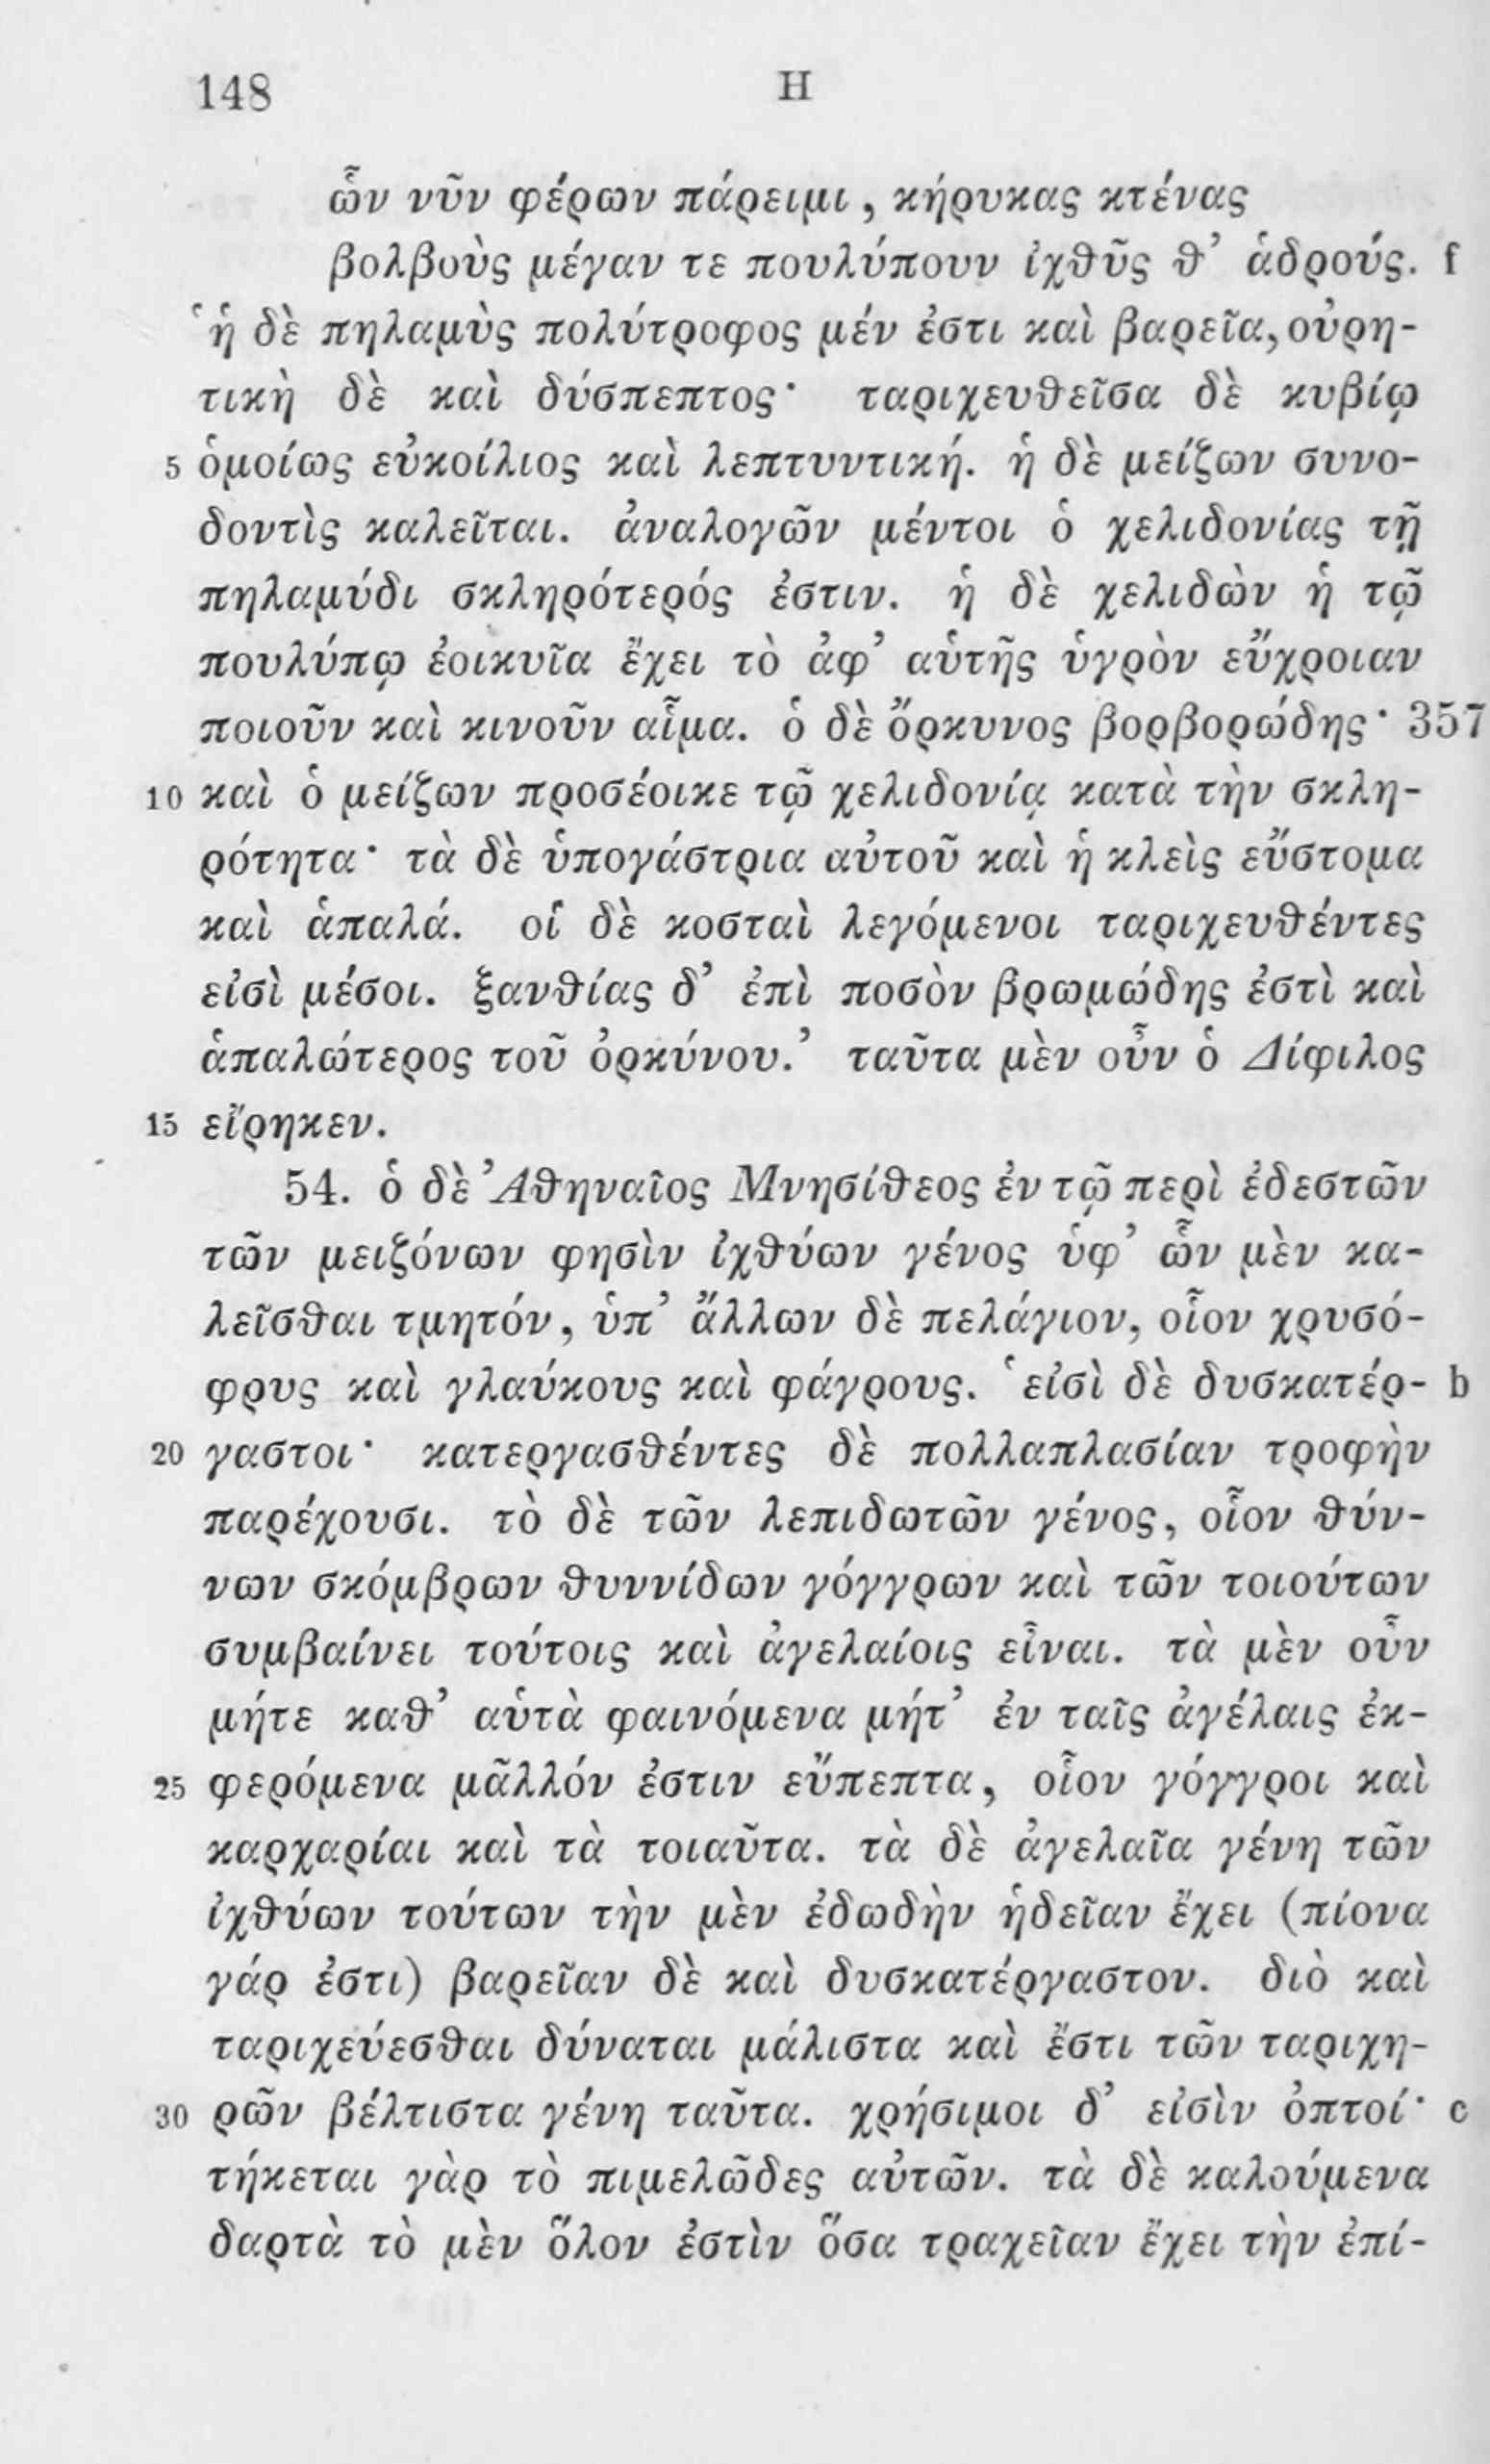 148 H
ὧν νῦν φέρων πάρειμι, κήρυκας κτένας
βολβοὺς μέγαν τε πουλύπουν ἰχθῦς θ’ ἁδρούς. f
‘ἡ δὲ πηλαμὺς πολύτροφος μέν ἐστι καὶ βαρεῖα, οὐρη-
τικὴ δὲ καὶ δύσπεπτος· ταριχευθεῖσα δὲ κυβίῳ
5 ὁμοίως εὐκοίλιος καὶ λεπτυντική. ἡ δὲ μείζων συνο-
δοντὶς καλεῖται. ἀναλογῶν μέντοι ὁ χελιδονίας τῇ
πηλαμύδι σκληρότερός ἐστιν. ἡ δὲ χελιδὼν ἡ τῷ
πουλύπῳ ἐοικυῖα ἔχει τὸ ἀφ’ αὑτῆς ὑγρὸν εὔχροιαν
ποιοῦν καὶ κινοῦν αἷμα. ὁ δὲ ὄρκυνος βορβορώδης· 357
10 καὶ ὁ μείζων προσέοικε τῷ χελιδονίᾳ κατὰ τὴν σκλη-
ρότητα· τὰ δὲ ὑπογάστρια αὐτοῦ καὶ ἡ κλεὶς εὔστομα
καὶ ἁπαλά. οἱ δὲ κοσταὶ λεγόμενοι ταριχευθέντες
εἰσὶ μέσοι. ξανθίας δ’ ἐπὶ ποσὸν βρωμώδης ἐστὶ καὶ
ἁπαλώτερος τοῦ ὀρκύνου.’ ταῦτα μὲν οὖν ὁ Δίφιλος
15 εἴρηκεν.
54. ὁ δὲ Ἀθηναῖος Μνησίθεος ἐν τῷ περὶ ἐδεστῶν
τῶν μειζόνων φησὶν ἰχθύων γένος ὑφ’ ὧν μὲν κα-
λεῖσθαι τμητόν, ὑπ’ ἄλλων δὲ πελάγιον, οἷον χρυσό-
φρυς καὶ γλαύκους καὶ φάγρους. ‘εἰσὶ δὲ δυσκατέρ- b
20 γαστοι· κατεργασθέντες δὲ πολλαπλασίαν τροφὴν
παρέχουσι. τὸ δὲ τῶν λεπιδωτῶν γένος, οἷον θύν-
νων σκόμβρων θυννίδων γόγγρων καὶ τῶν τοιούτων
συμβαίνει τούτοις καὶ ἀγελαίοις εἶναι. τὰ μὲν οὖν
μήτε καθ’ αὑτὰ φαινόμενα μήτ’ ἐν ταῖς ἀγέλαις ἐκ-
25 φερόμενα μᾶλλόν ἐστιν εὔπεπτα, οἷον γόγγροι καὶ
καρχαρίαι καὶ τὰ τοιαῦτα. τὰ δὲ ἀγελαῖα γένη τῶν
ἰχθύων τούτων τὴν μὲν ἐδωδὴν ἡδεῖαν ἔχει (πίονα
γάρ ἐστι) βαρεῖαν δὲ καὶ δυσκατέργαστον. διὸ καὶ
ταριχεύεσθαι δύναται μάλιστα καὶ ἔστι τῶν ταριχη-
30 ρῶν βέλτιστα γένη ταῦτα. χρήσιμοι δ’ εἰσὶν ὀπτοί· c
τήκεται γὰρ τὸ πιμελῶδες αὐτῶν. τὰ δὲ καλούμενα
δαρτὰ τὸ μὲν ὅλον ἐστὶν ὅσα τραχεῖαν ἔχει τὴν ἐπί-